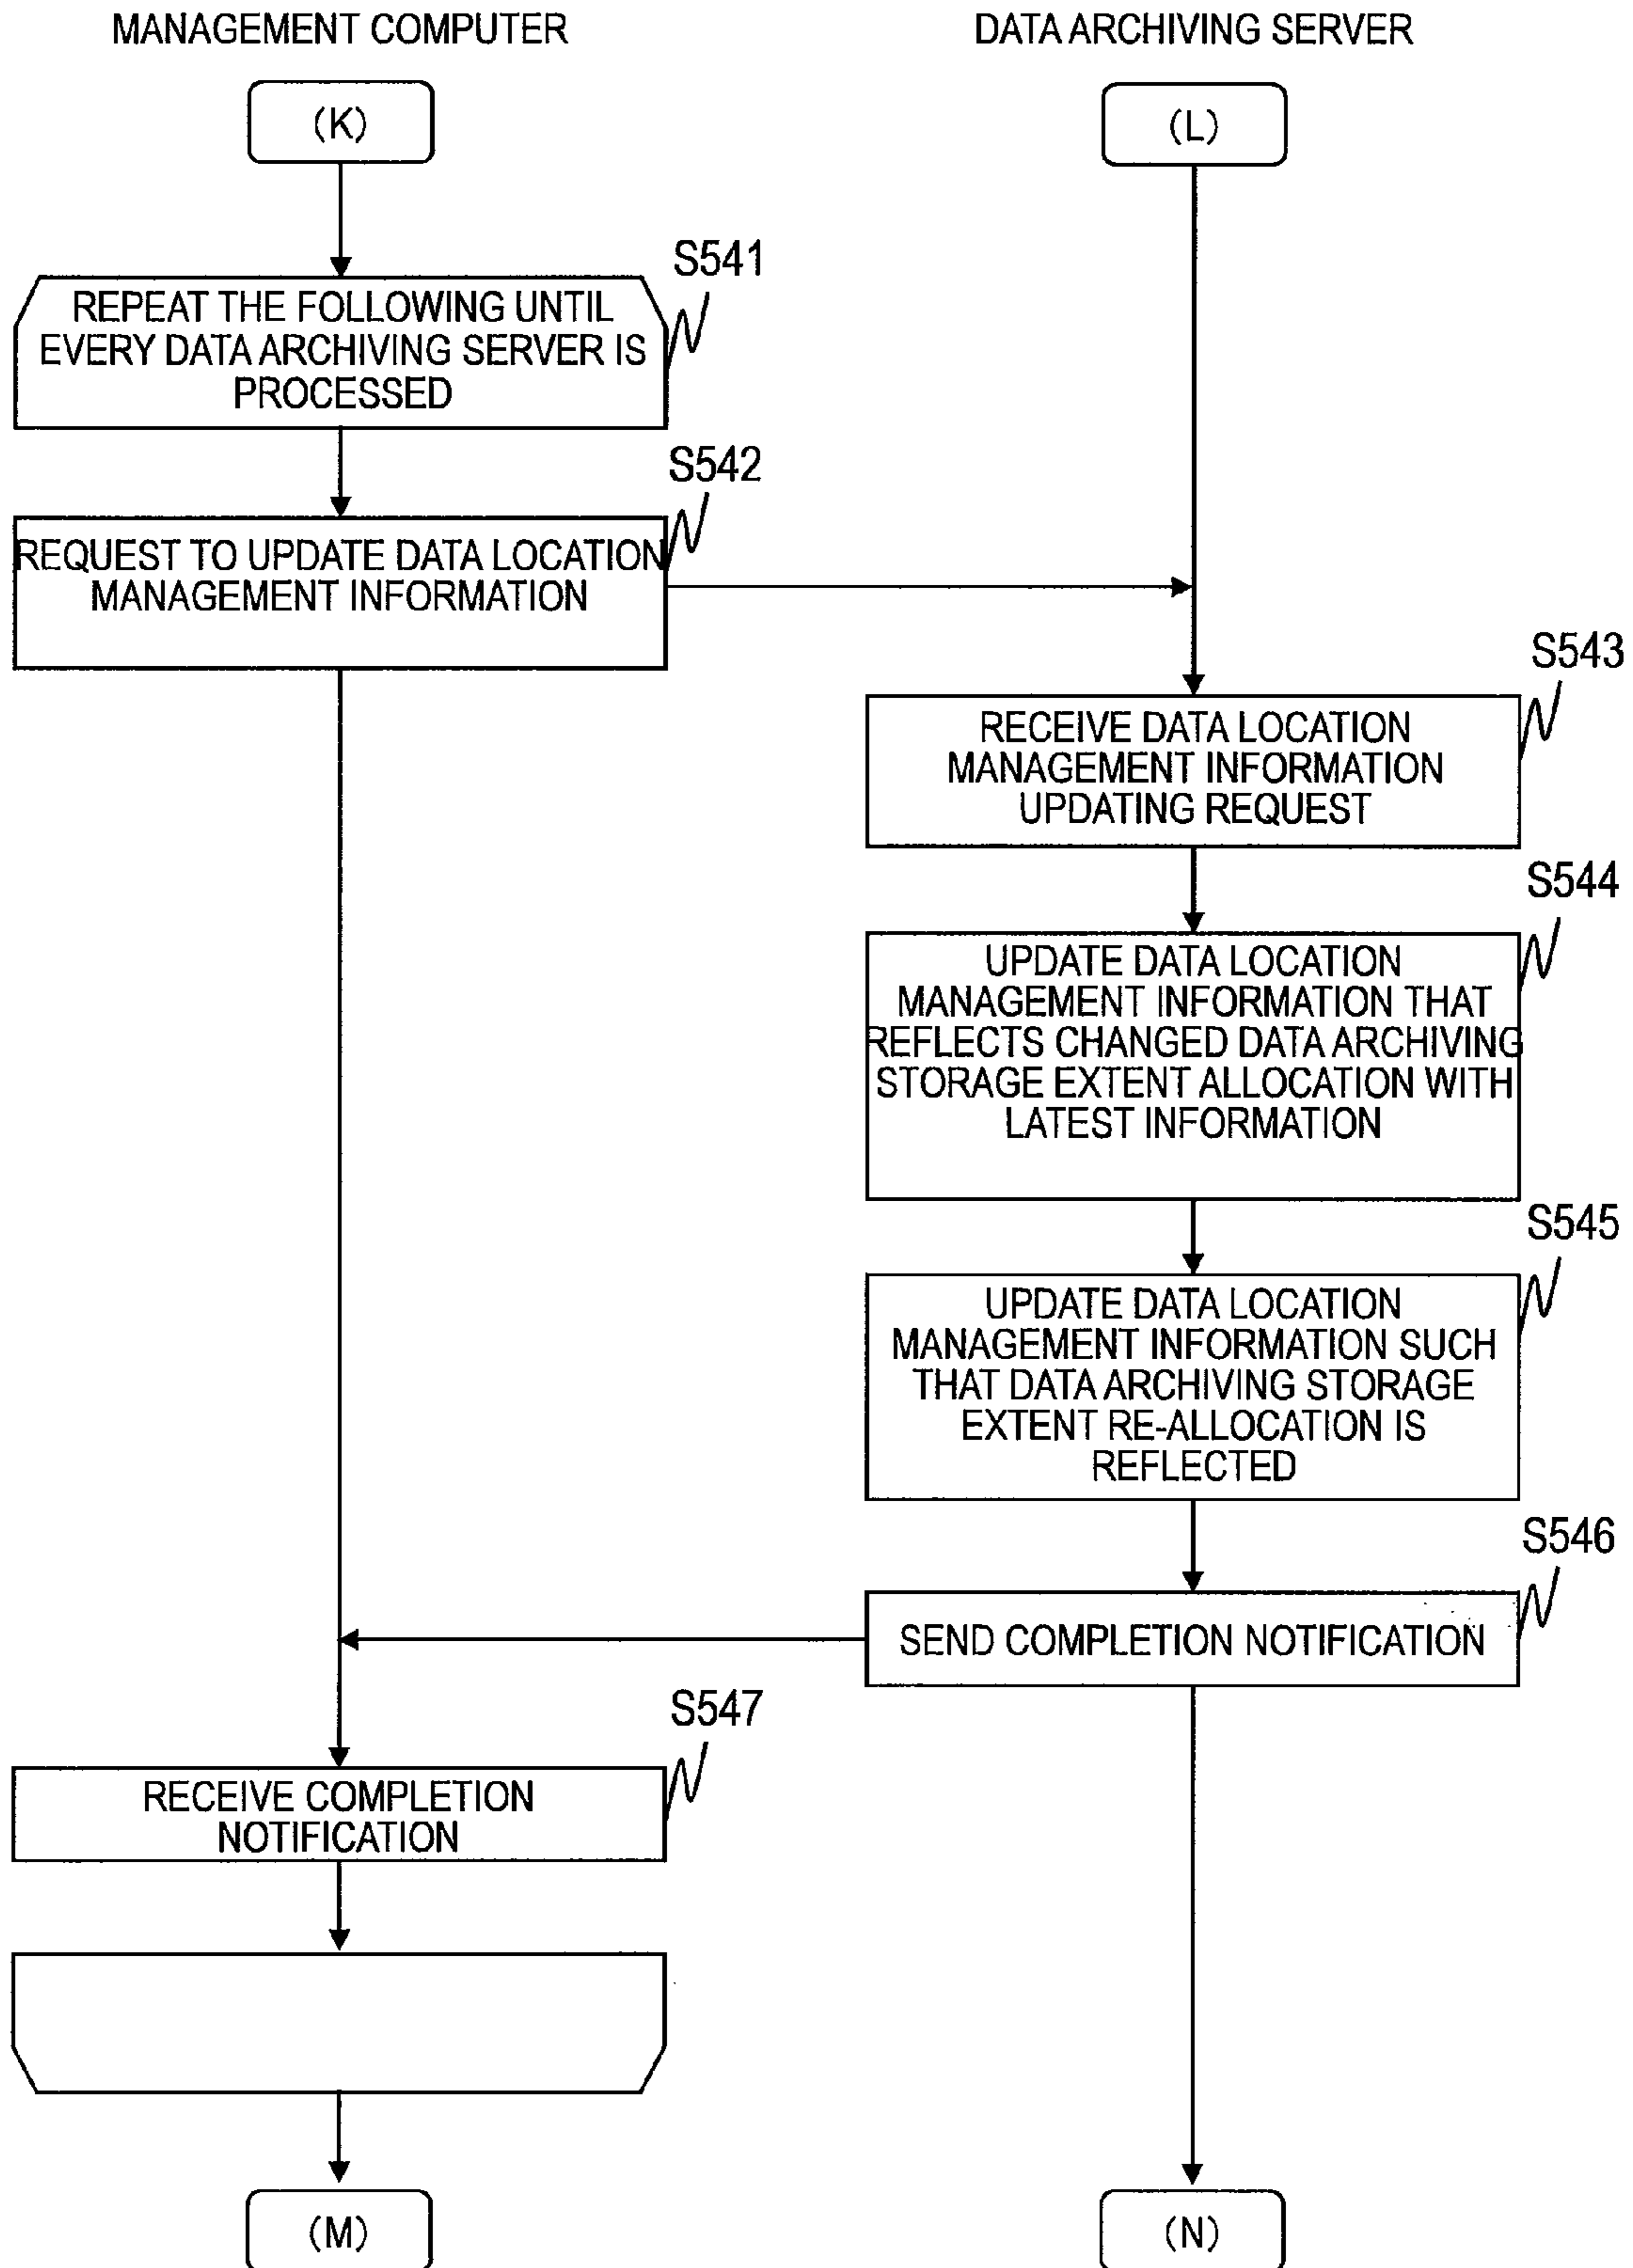 MANAGEMENT COMPUTER
DATA ARCHIVING SERVER
(K)
(L)
S541
REPEAT THE FOLLOWING UNTIL
EVERY DATA ARCHIVING SERVER IS
PROCESSED
S542
REQUEST TO UPDATE DATA LOCATION
MANAGEMENT INFORMATION
S543
RECEIVE DATA LOCATION
MANAGEMENT INFORMATION
UPDATING REQUEST
S544
UPDATE DATA LOCATION
MANAGEMENT INFORMATION THAT
REFLECTS CHANGED DATA ARCHIVING
STORAGE EXTENT ALLOCATION WITH
LATEST INFORMATION
S545
UPDATE DATA LOCATION
MANAGEMENT INFORMATION SUCH
THAT DATA ARCHIVING STORAGE
EXTENT RE-ALLOCATION IS
REFLECTED
S546
SEND COMPLETION NOTIFICATION
S547
RECEIVE COMPLETION
NOTIFICATION
(M)
(N)